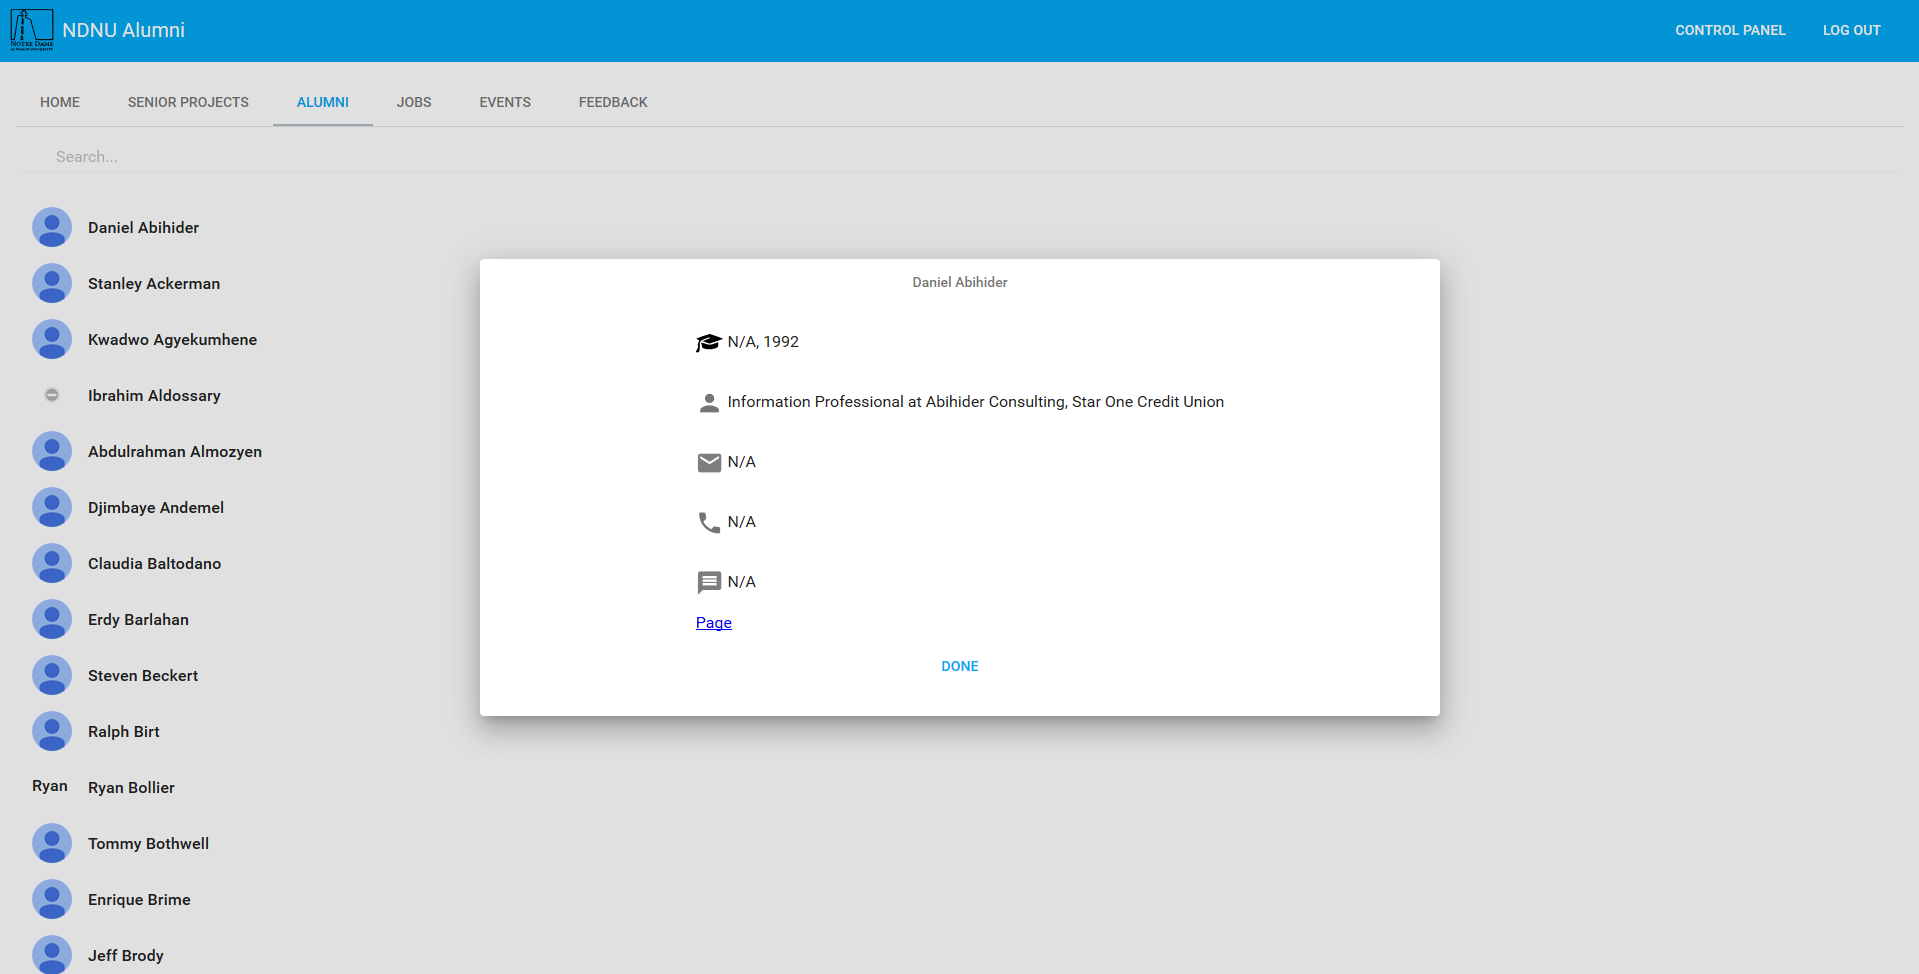 NOTRE DAME
NDNU Alumni
CONTROL PANEL
LOG OUT
HOME
SENIOR PROJECTS
ALUMNI
JOBS
EVENTS
FEEDBACK
Search...
Daniel Abihider
Stanley Ackerman
Kwadwo Agyekumhene
Ibrahim Aldossary
Abdulrahman Almozyen
Djimbaye Andemel
Claudia Baltodano
Erdy Barlahan
Steven Beckert
Ralph Birt
Ryan
Ryan Bollier
Tommy Bothwell
Enrique Brime
Jeff Brody
Daniel Abihider
N/A, 1992
Information Professional at Abihider Consulting, Star One Credit Union
N/A
N/A
N/A
Page
DONE